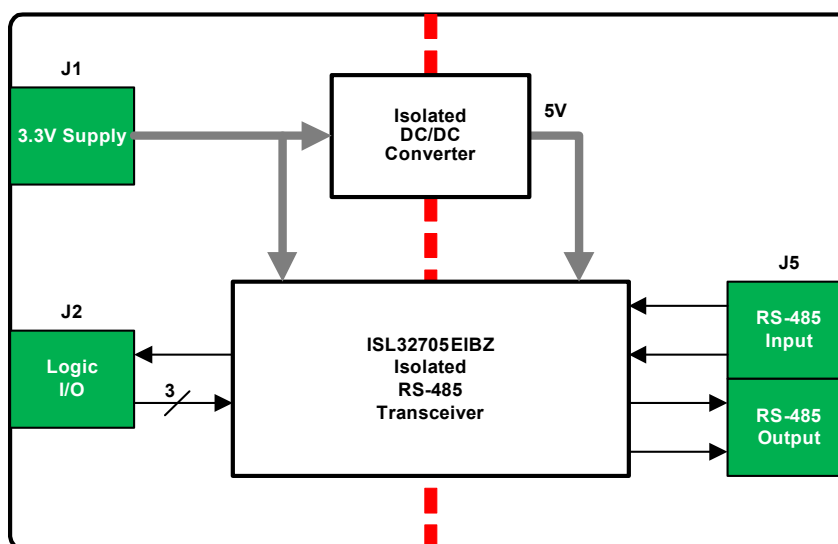 J1
3.3V Supply
Isolated
DC/DC
Converter
5V
J2
Logic
I/O
3
ISL32705EIBZ
Isolated
RS-485
Transceiver
J5
RS-485
Input
RS-485
Output